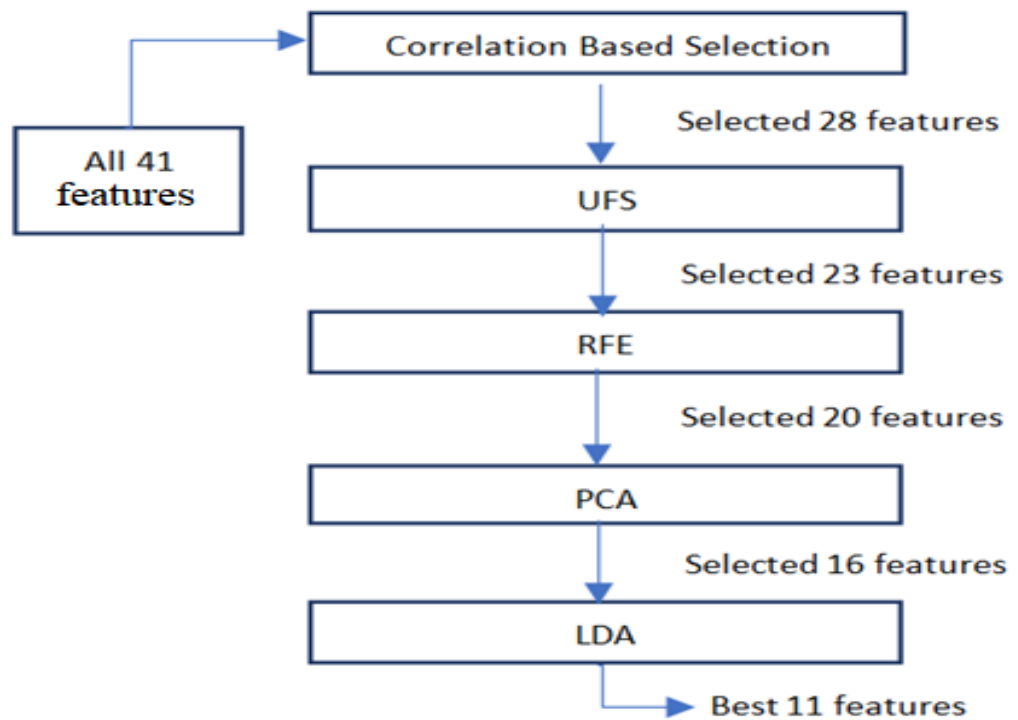 Correlation Based Selection
Selected 28 features
All 41
features
UFS
Selected 23 features
RFE
Selected 20 features
PCA
Selected 16 features
LDA
Best 11 features